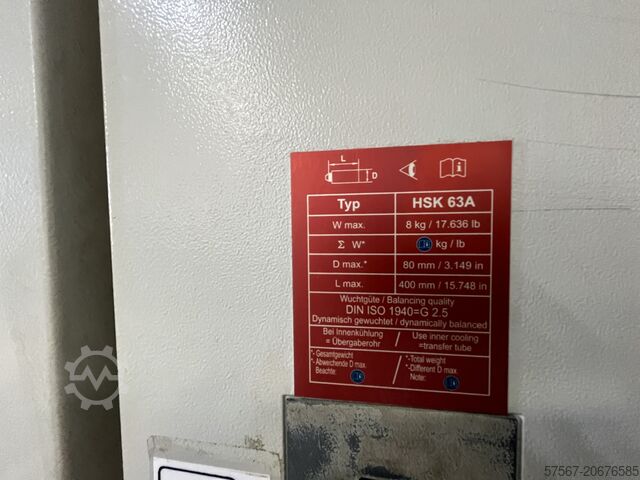 L
D
Typ HSK 63A
W max. 8 kg / 17.636 lb
Σ W* kg / lb
D max.* 80 mm / 3.149 in
L max. 400 mm / 15.748 in
Wuchtgüte / Balancing quality
DIN ISO 1940=G 2.5
Dynamisch gewuchtet / dynamically balanced
Bei Innenkühlung / Use inner cooling
=Übergaberohr =transfer tube
*- Gesamtgewicht
*- Abweichende D max.
Beachte:
*-Total weight
*-Different D max.
Note:
57567-20676585